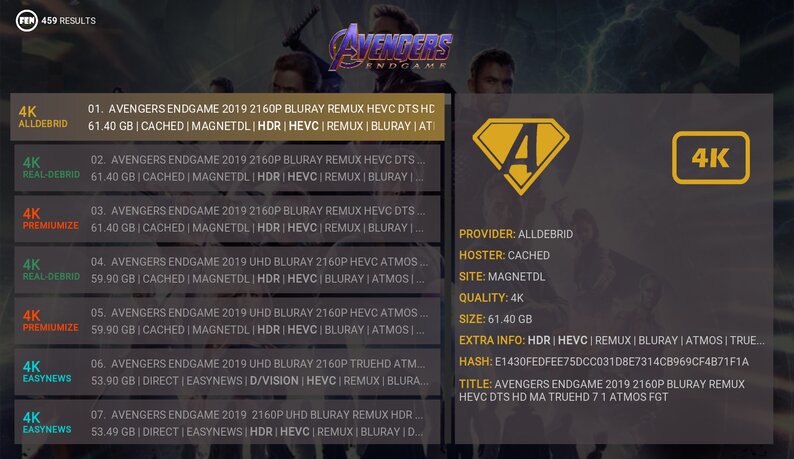 FEN 459 RESULTS
AVENGERS
ENDGAME
4K
ALLDEBRID
01. AVENGERS ENDGAME 2019 2160P BLURAY REMUX HEVC DTS HD
61.40 GB | CACHED | MAGNETDL | HDR | HEVC | REMUX | BLURAY | AT
4K
REAL-DEBRID
02. AVENGERS ENDGAME 2019 2160P BLURAY REMUX HEVC DTS ...
61.40 GB | CACHED | MAGNETDL | HDR | HEVC | REMUX | BLURAY | ...
4K
PREMIUMIZE
03. AVENGERS ENDGAME 2019 2160P BLURAY REMUX HEVC DTS ...
61.40 GB | CACHED | MAGNETDL | HDR | HEVC | REMUX | BLURAY | ...
4K
REAL-DEBRID
04. AVENGERS ENDGAME 2019 UHD BLURAY 2160P HEVC ATMOS ...
59.90 GB | CACHED | MAGNETDL | HDR | HEVC | BLURAY | ATMOS | ...
4K
PREMIUMIZE
05. AVENGERS ENDGAME 2019 UHD BLURAY 2160P HEVC ATMOS ...
59.90 GB | CACHED | MAGNETDL | HDR | HEVC | BLURAY | ATMOS | ...
4K
EASYNEWS
06. AVENGERS ENDGAME 2019 UHD BLURAY 2160P TRUEHD ATM...
53.90 GB | DIRECT | EASYNEWS | D/VISION | HEVC | REMUX | BLURA...
4K
EASYNEWS
07. AVENGERS ENDGAME 2019 2160P UHD BLURAY REMUX HDR ...
53.49 GB | DIRECT | EASYNEWS | HDR | HEVC | REMUX | BLURAY | D...
A
4K
PROVIDER: ALLDEBRID
HOSTER: CACHED
SITE: MAGNETDL
QUALITY: 4K
SIZE: 61.40 GB
EXTRA INFO: HDR | HEVC | REMUX | BLURAY | ATMOS | TRUE...
HASH: E1430FEDFEE75DCC031D8E7314CB969CF4B71F1A
TITLE: AVENGERS ENDGAME 2019 2160P BLURAY REMUX
HEVC DTS HD MA TRUEHD 7 1 ATMOS FGT